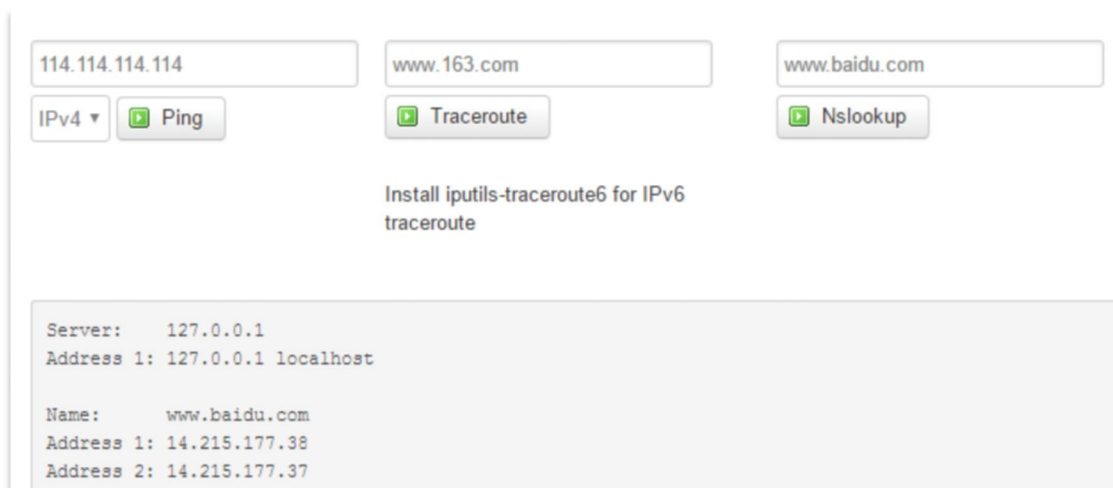 114.114.114.114
www.163.com
www.baidu.com
IPv4
Ping
Traceroute
Nslookup
Install iputils-traceroute6 for IPv6
traceroute
Server:    127.0.0.1
Address 1: 127.0.0.1 localhost
Name:      www.baidu.com
Address 1: 14.215.177.38
Address 2: 14.215.177.37